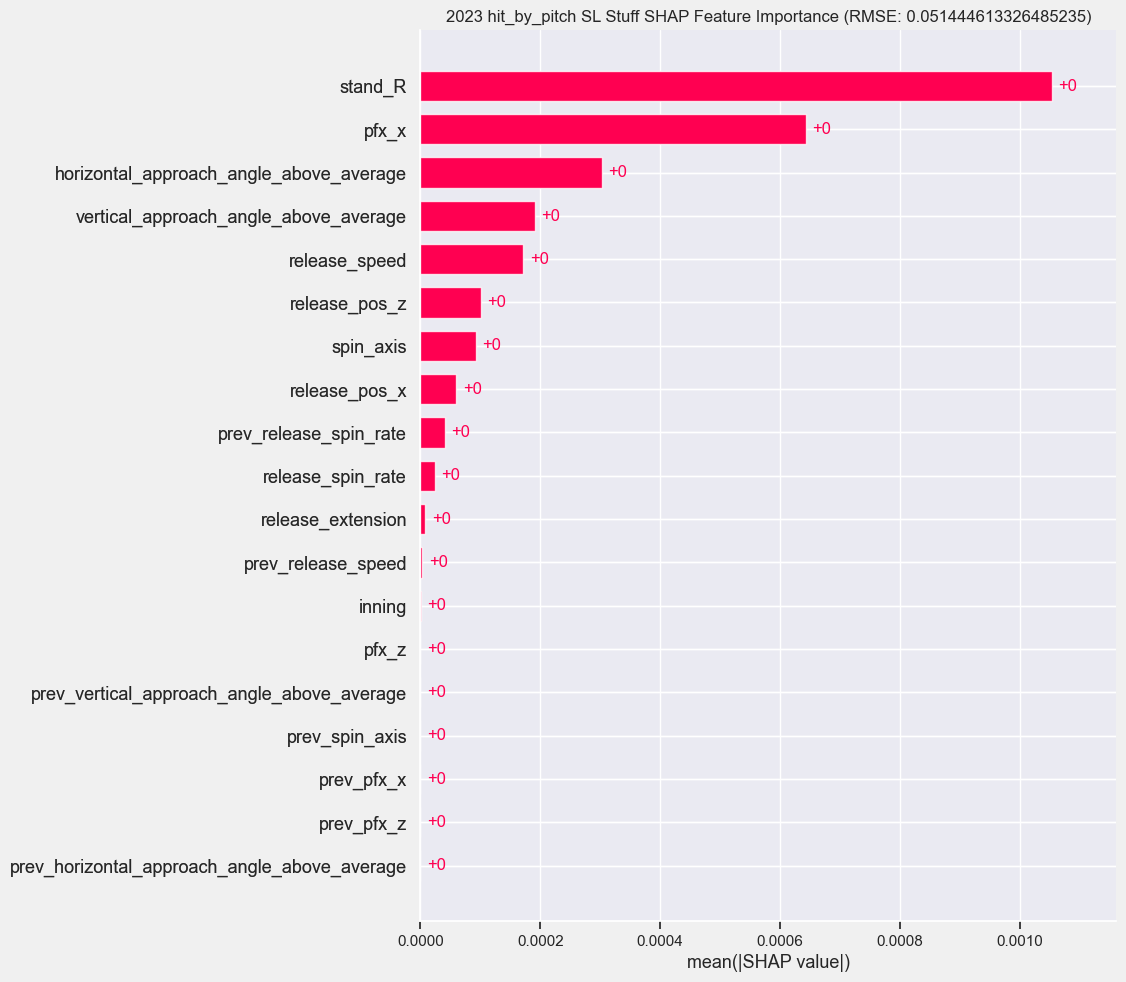 2023 hit_by_pitch SL Stuff SHAP Feature Importance (RMSE: 0.051444613326485235)
stand_R +0
pfx_x +0
horizontal_approach_angle_above_average +0
vertical_approach_angle_above_average +0
release_speed +0
release_pos_z +0
spin_axis +0
release_pos_x +0
prev_release_spin_rate +0
release_spin_rate +0
release_extension +0
prev_release_speed +0
inning +0
pfx_z +0
prev_vertical_approach_angle_above_average +0
prev_spin_axis +0
prev_pfx_x +0
prev_pfx_z +0
prev_horizontal_approach_angle_above_average +0
0.0000 0.0002 0.0004 0.0006 0.0008 0.0010
mean(|SHAP value|)